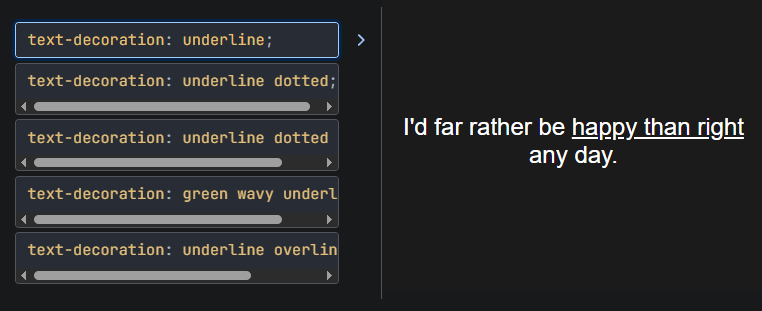 text-decoration: underline;
text-decoration: underline dotted;
text-decoration: underline dotted
text-decoration: green wavy underl
text-decoration: underline overlin
I'd far rather be happy than right
any day.